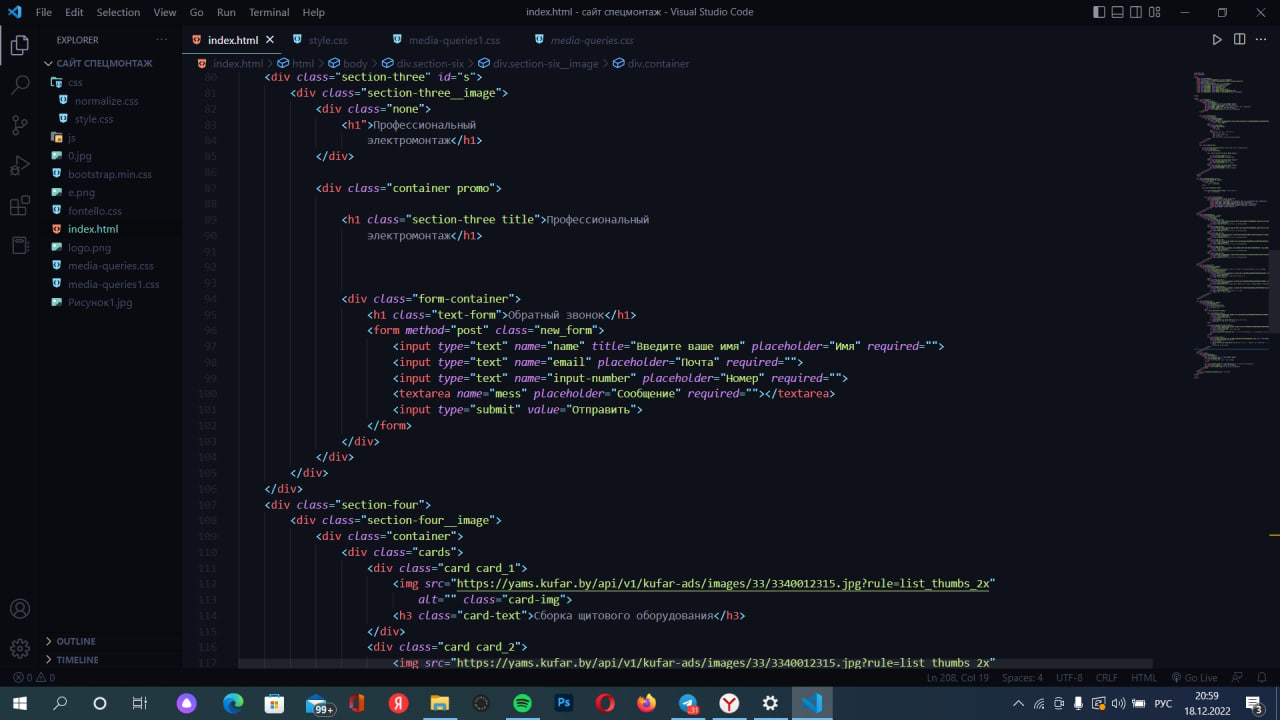 File Edit Selection View Go Run Terminal Help
index.html - сайт спецмонтаж - Visual Studio Code
EXPLORER
САЙТ СПЕЦМОНТАЖ
css
normalize.css
style.css
js
0.jpg
bootstrap.min.css
e.png
fontello.css
index.html
logo.png
media-queries.css
media-queries1.css
Рисунок1.jpg
OUTLINE
TIMELINE
index.html style.css media-queries1.css media-queries.css
index.html > html > body > div.section-six > div.section-six__image > div.container
80 <div class="section-three" id="s">
81 <div class="section-three__image">
82 <div class="none">
83 <h1">Профессиональный
84 электромонтаж</h1>
85 </div>
86
87 <div class="container promo">
88
89 <h1 class="section-three title">Профессиональный
90 электромонтаж</h1>
91
92
93
94 <div class="form-container">
95 <h1 class="text-form">Обратный звонок</h1>
96 <form method="post" class="new_form">
97 <input type="text" name="name" title="Введите ваше имя" placeholder="Имя" required="">
98 <input type="text" name="email" placeholder="Почта" required="">
99 <input type="text" name="input-number" placeholder="Номер" required="">
100 <textarea name="mess" placeholder="Сообщение" required=""></textarea>
101 <input type="submit" value="Отправить">
102 </form>
103 </div>
104 </div>
105 </div>
106 </div>
107 <div class="section-four">
108 <div class="section-four__image">
109 <div class="container">
110 <div class="cards">
111 <div class="card card_1">
112 <img src="https://yams.kufar.by/api/v1/kufar-ads/images/33/3340012315.jpg?rule=list_thumbs_2x"
113 alt="" class="card-img">
114 <h3 class="card-text">Сборка щитового оборудования</h3>
115 </div>
116 <div class="card card_2">
117 <img src="https://yams.kufar.by/api/v1/kufar-ads/images/33/3340012315.jpg?rule=list_thumbs_2x"
0 0
Ln 208, Col 19 Spaces: 4 UTF-8 CRLF HTML Go Live
99+
Я
Ps
31
Y
РУС
20:59
18.12.2022
3